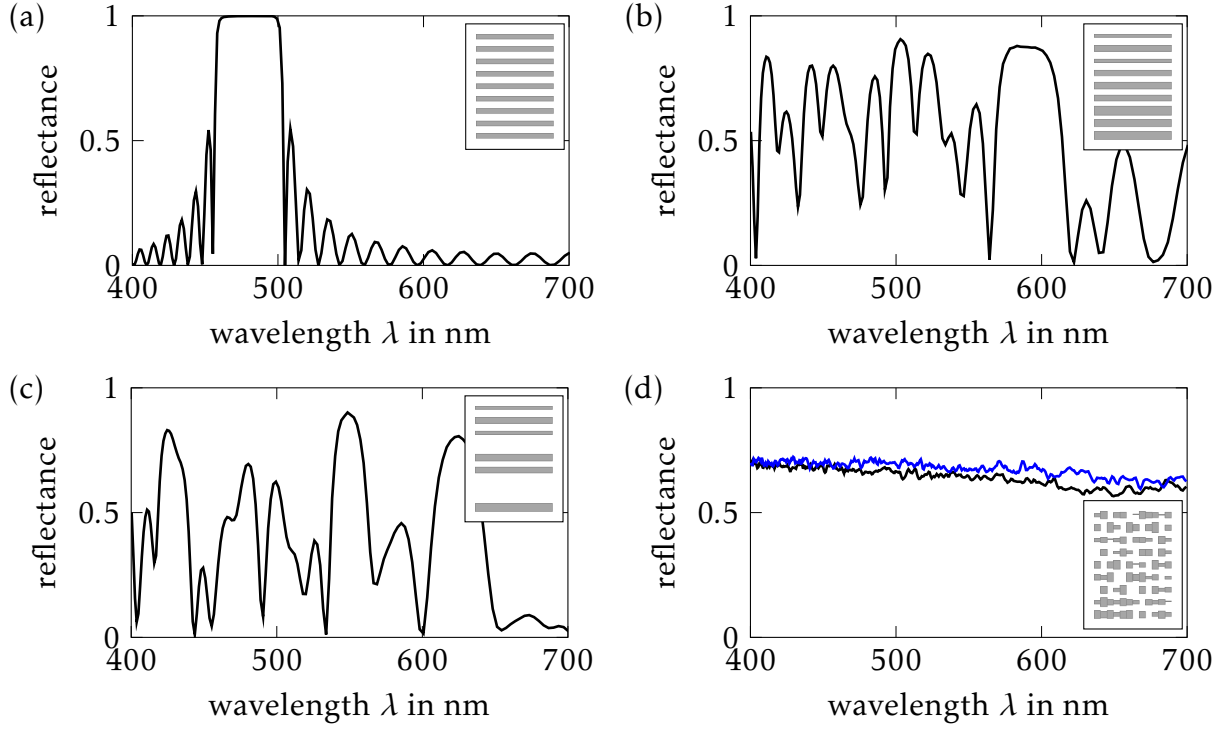 (a)
1
0.5
0
400 500 600 700
reflectance
wavelength λ in nm
(b)
1
0.5
0
400 500 600 700
reflectance
wavelength λ in nm
(c)
1
0.5
0
400 500 600 700
reflectance
wavelength λ in nm
(d)
1
0.5
0
400 500 600 700
reflectance
wavelength λ in nm